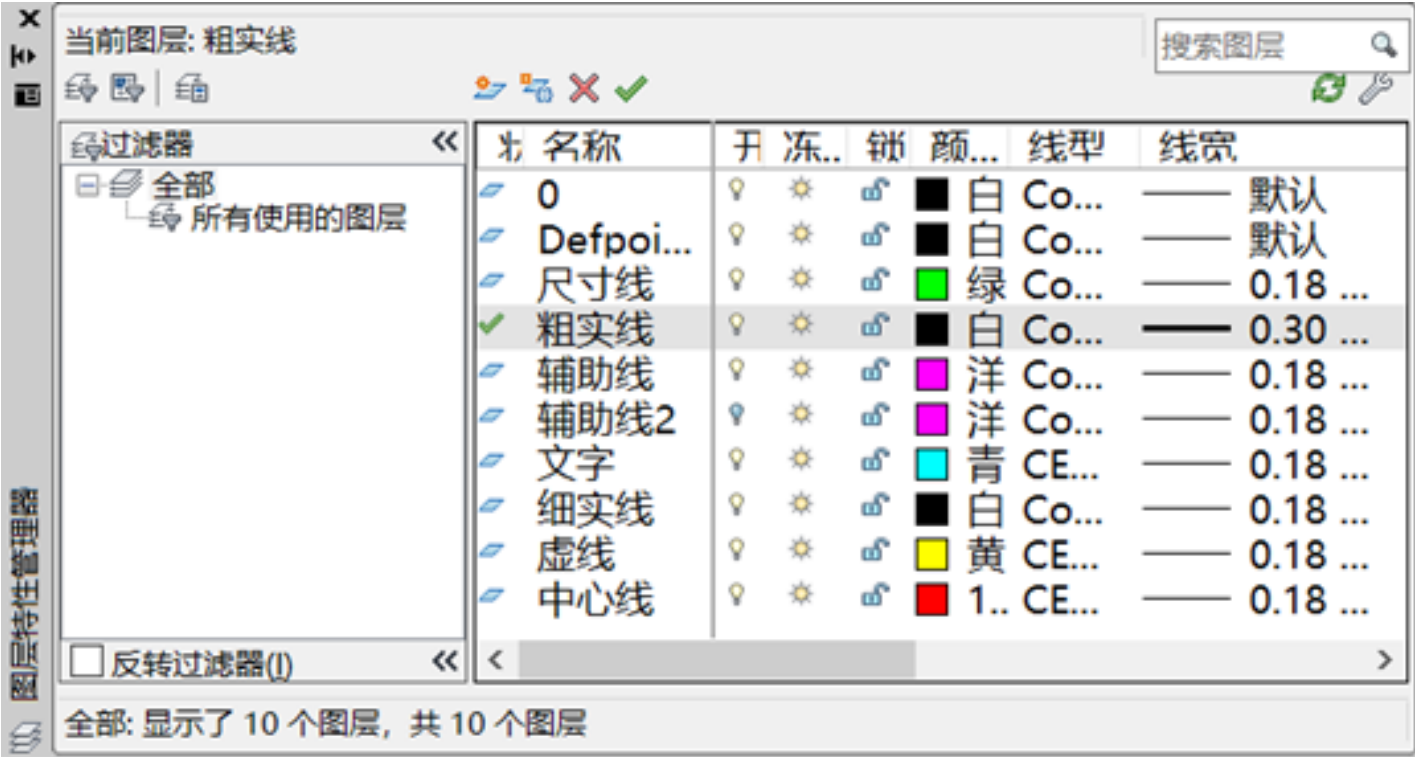 当前图层: 粗实线
搜索图层
过滤器
全部
所有使用的图层
反转过滤器(I)
名称 开 冻.. 锁 颜... 线型 线宽
0 白 Co... 默认
Defpoi... 白 Co... 默认
尺寸线 绿 Co... 0.18 ...
粗实线 白 Co... 0.30 ...
辅助线 洋 Co... 0.18 ...
辅助线2 洋 Co... 0.18 ...
文字 青 CE... 0.18 ...
细实线 白 Co... 0.18 ...
虚线 黄 CE... 0.18 ...
中心线 1.. CE... 0.18 ...
全部: 显示了 10 个图层，共 10 个图层
图层特性管理器